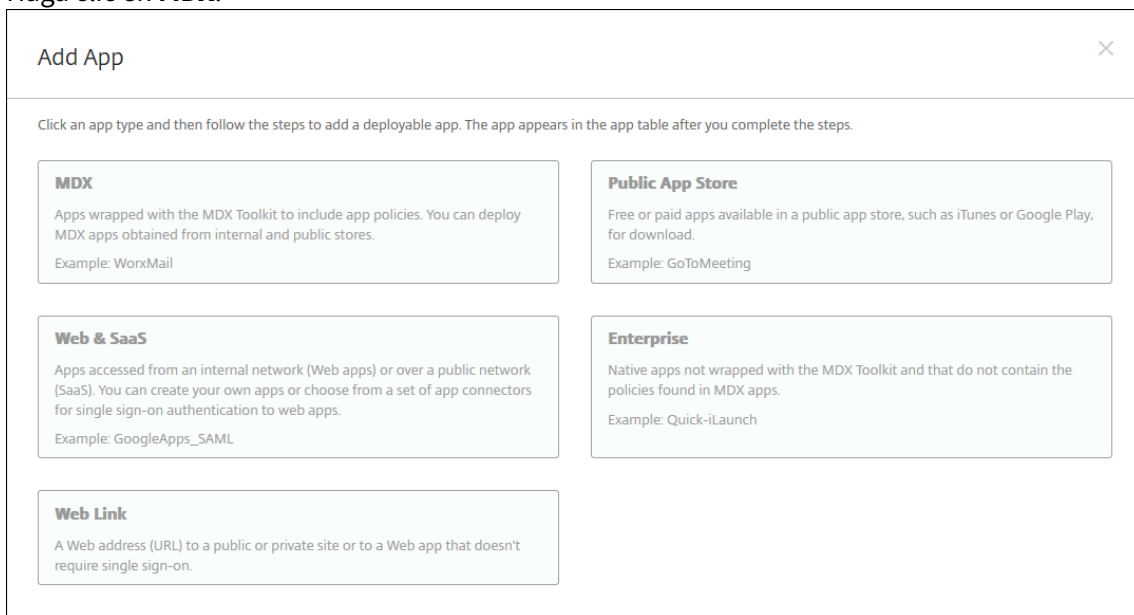 Haga clic en MDX.
Add App
Click an app type and then follow the steps to add a deployable app. The app appears in the app table after you complete the steps.
MDX
Apps wrapped with the MDX Toolkit to include app policies. You can deploy
MDX apps obtained from internal and public stores.
Example: WorxMail
Public App Store
Free or paid apps available in a public app store, such as iTunes or Google Play,
for download.
Example: GoToMeeting
Web & SaaS
Apps accessed from an internal network (Web apps) or over a public network
(SaaS). You can create your own apps or choose from a set of app connectors
for single sign-on authentication to web apps.
Example: GoogleApps_SAML
Enterprise
Native apps not wrapped with the MDX Toolkit and that do not contain the
policies found in MDX apps.
Example: Quick-iLaunch
Web Link
A Web address (URL) to a public or private site or to a Web app that doesn't
require single sign-on.